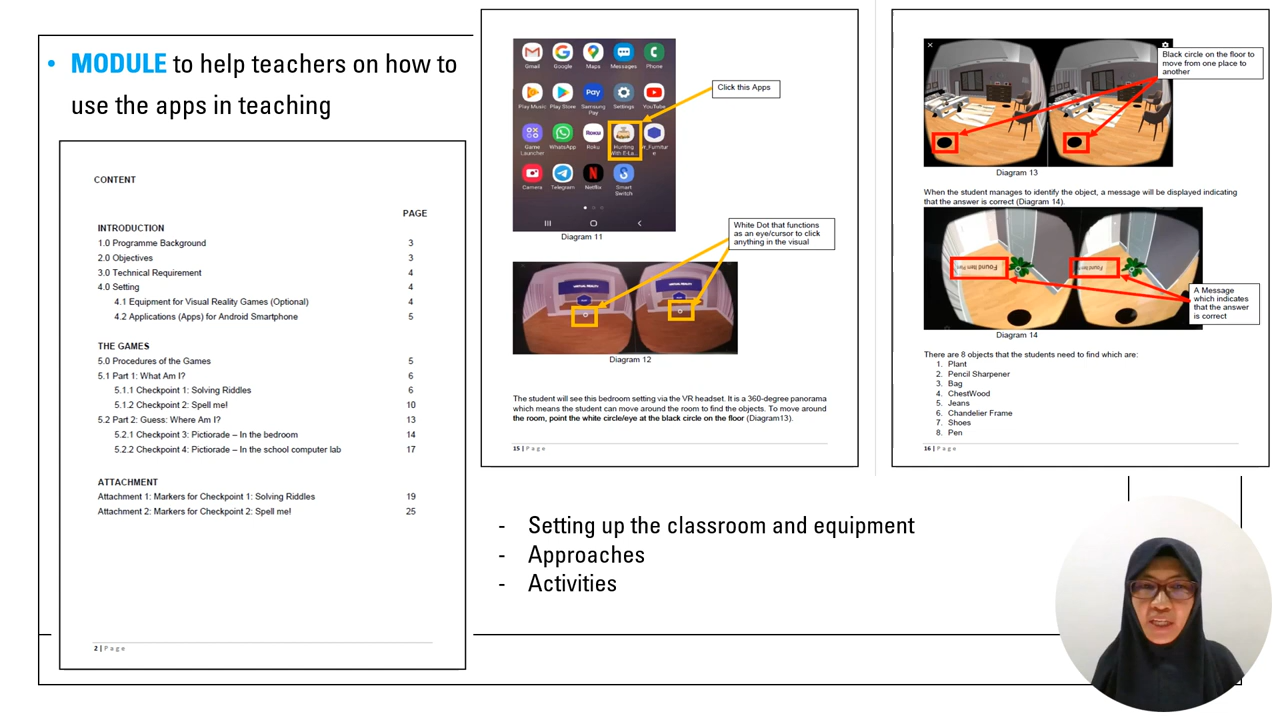 • MODULE to help teachers on how to
use the apps in teaching
CONTENT
PAGE
INTRODUCTION
1.0 Programme Background 3
2.0 Objectives 3
3.0 Technical Requirement 4
4.0 Setting 4
4.1 Equipment for Visual Reality Games (Optional) 4
4.2 Applications (Apps) for Android Smartphone 5
THE GAMES
5.0 Procedures of the Games 5
5.1 Part 1: What Am I? 6
5.1.1 Checkpoint 1: Solving Riddles 6
5.1.2 Checkpoint 2: Spell me! 10
5.2 Part 2: Guess: Where Am I? 13
5.2.1 Checkpoint 3: Pictiorade – In the bedroom 14
5.2.2 Checkpoint 4: Pictiorade – In the school computer lab 17
ATTACHMENT
Attachment 1: Markers for Checkpoint 1: Solving Riddles 19
Attachment 2: Markers for Checkpoint 2: Spell me! 25
2 | Page
Gmail Google Maps Messages Phone
Play Music Play Store Samsung Pay Settings YouTube
Game Launcher WhatsApp Roku Hunting With E-Le...
Camera Telegram Netflix Smart Switch
Click this Apps
Diagram 11
White Dot that functions
as an eye/cursor to click
anything in the visual
VIRTUAL REALITY
Diagram 12
The student will see this bedroom setting via the VR headset. It is a 360-degree panorama
which means the student can move around the room to find the objects. To move around
the room, point the white circle/eye at the black circle on the floor (Diagram13).
15 | Page
Black circle on the floor to
move from one place to
another
Diagram 13
When the student manages to identify the object, a message will be displayed indicating
that the answer is correct (Diagram 14).
Found Item
A Message
which indicates
that the answer
is correct
Diagram 14
There are 8 objects that the students need to find which are:
1. Plant
2. Pencil Sharpener
3. Bag
4. ChestWood
5. Jeans
6. Chandelier Frame
7. Shoes
8. Pen
16 | Page
- Setting up the classroom and equipment
- Approaches
- Activities